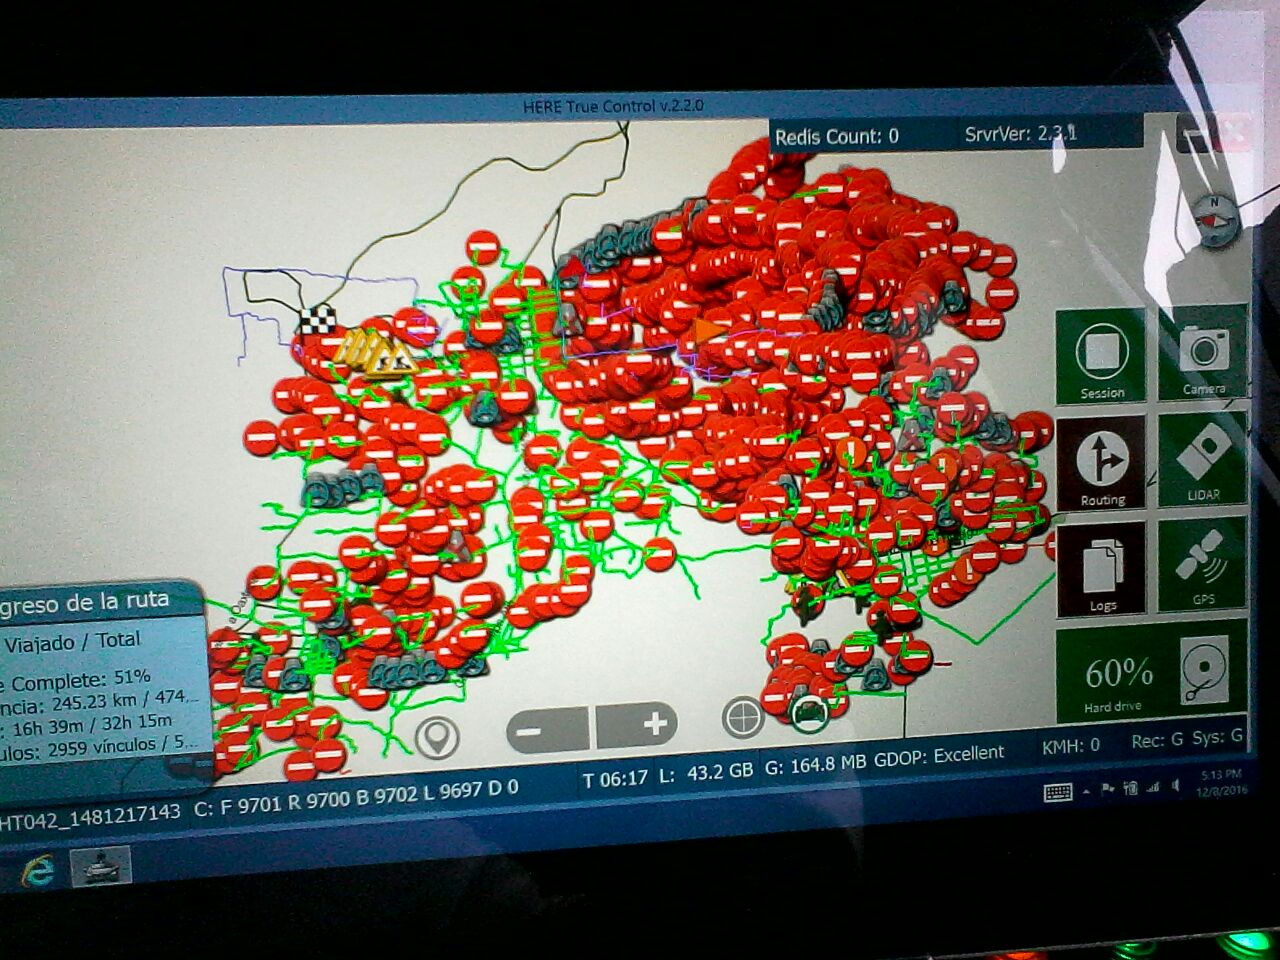 HERE True Control v.2.2.0
Redis Count: 0
SrvrVer: 2.3.1
N
Session
Camera
Routing
LIDAR
Logs
GPS
60%
Hard drive
greso de la ruta
Viajado / Total
e Complete: 51%
ncia: 245.23 km / 474...
: 16h 39m / 32h 15m
ulos: 2959 vínculos / 5...
HT042_1481217143 C: F 9701 R 9700 B 9702 L 9697 D 0
T 06:17 L: 43.2 GB G: 164.8 MB GDOP: Excellent
KMH: 0 Rec: G Sys: G
5:13 PM
12/8/2016